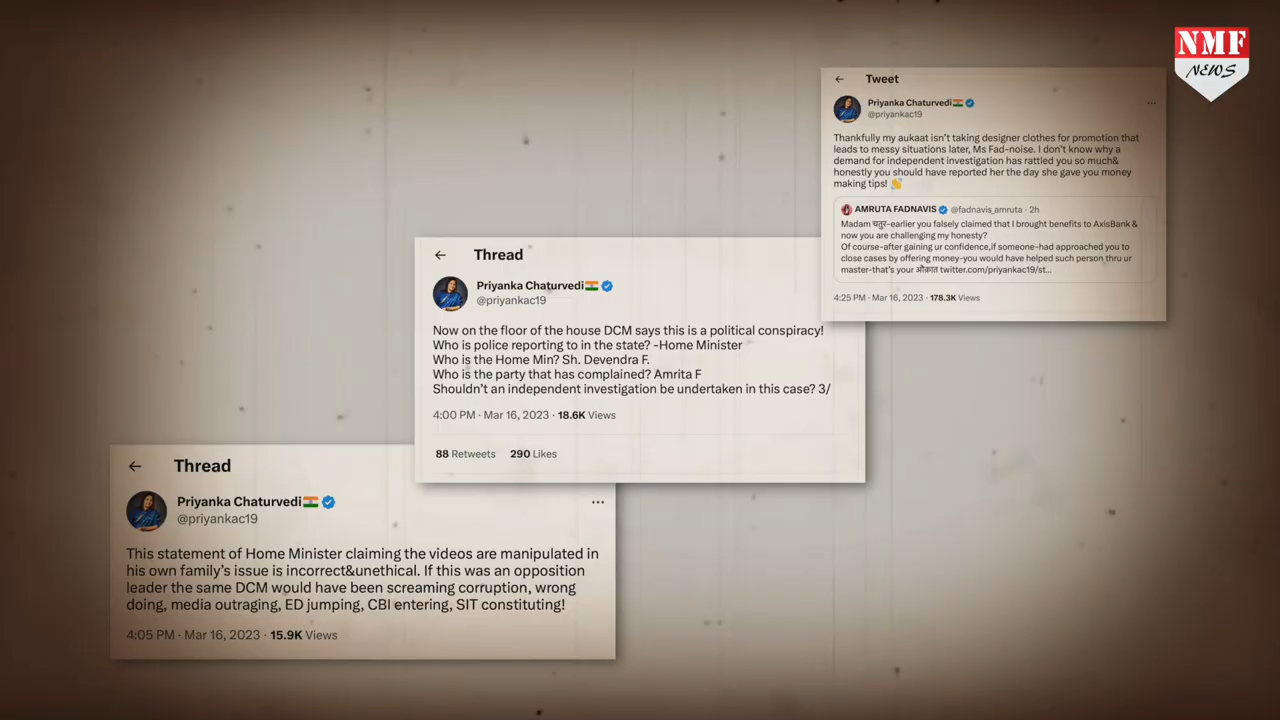 NMF
NEWS
Tweet
Priyanka Chaturvedi
@priyankac19
Thankfully my aukaat isn't taking designer clothes for promotion that
leads to messy situations later, Ms Fad-noise. I don't know why a
demand for independent investigation has rattled you so much&
honestly you should have reported her the day she gave you money
making tips! 👏
AMRUTA FADNAVIS @fadnavis_amruta · 2h
Madam चतुर-earlier you falsely claimed that I brought benefits to AxisBank &
now you are challenging my honesty?
Of course-after gaining ur confidence,if someone-had approached you to
close cases by offering money-you would have helped such person thru ur
master-that's your औक़ात twitter.com/priyankac19/st...
4:25 PM · Mar 16, 2023 · 178.3K Views
Thread
Priyanka Chaturvedi
@priyankac19
Now on the floor of the house DCM says this is a political conspiracy!
Who is police reporting to in the state? -Home Minister
Who is the Home Min? Sh. Devendra F.
Who is the party that has complained? Amrita F
Shouldn't an independent investigation be undertaken in this case? 3/
4:00 PM · Mar 16, 2023 · 18.6K Views
88 Retweets 290 Likes
Thread
Priyanka Chaturvedi
@priyankac19
This statement of Home Minister claiming the videos are manipulated in
his own family's issue is incorrect&unethical. If this was an opposition
leader the same DCM would have been screaming corruption, wrong
doing, media outraging, ED jumping, CBI entering, SIT constituting!
4:05 PM · Mar 16, 2023 · 15.9K Views